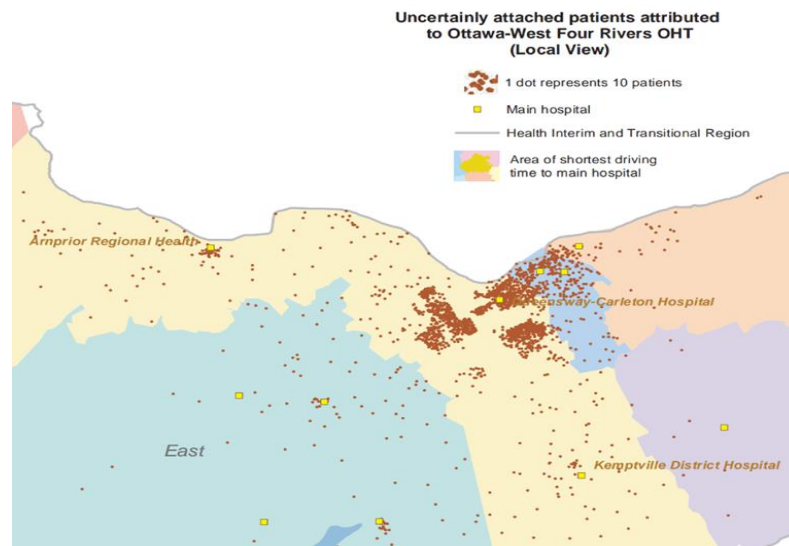 Uncertainly attached patients attributed
to Ottawa-West Four Rivers OHT
(Local View)
1 dot represents 10 patients
Main hospital
Health Interim and Transitional Region
Area of shortest driving
time to main hospital
Arnprior Regional Health
Queensway-Carleton Hospital
East
Kemptville District Hospital